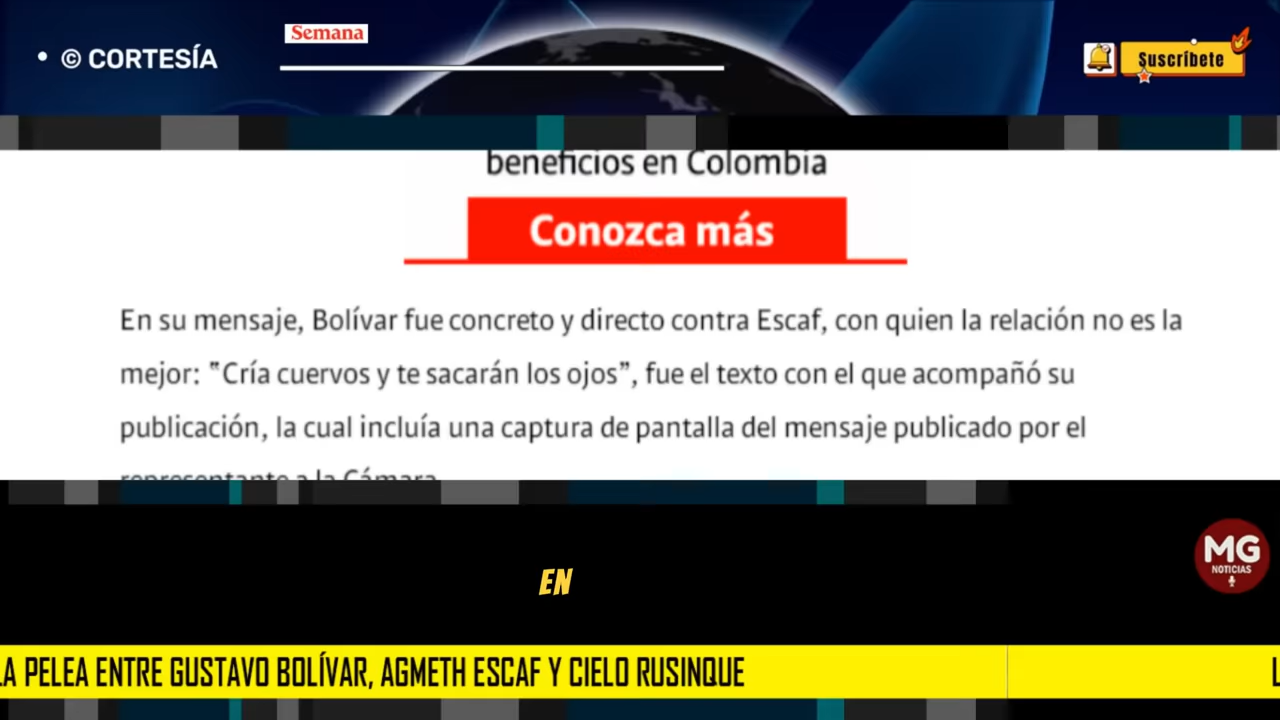 Semana
• © CORTESÍA
Suscríbete
beneficios en Colombia
Conozca más
En su mensaje, Bolívar fue concreto y directo contra Escaf, con quien la relación no es la
mejor: "Cría cuervos y te sacarán los ojos”, fue el texto con el que acompañó su
publicación, la cual incluía una captura de pantalla del mensaje publicado por el
representante a la Cámara
MG
NOTICIAS
EN
LA PELEA ENTRE GUSTAVO BOLÍVAR, AGMETH ESCAF Y CIELO RUSINQUE
L